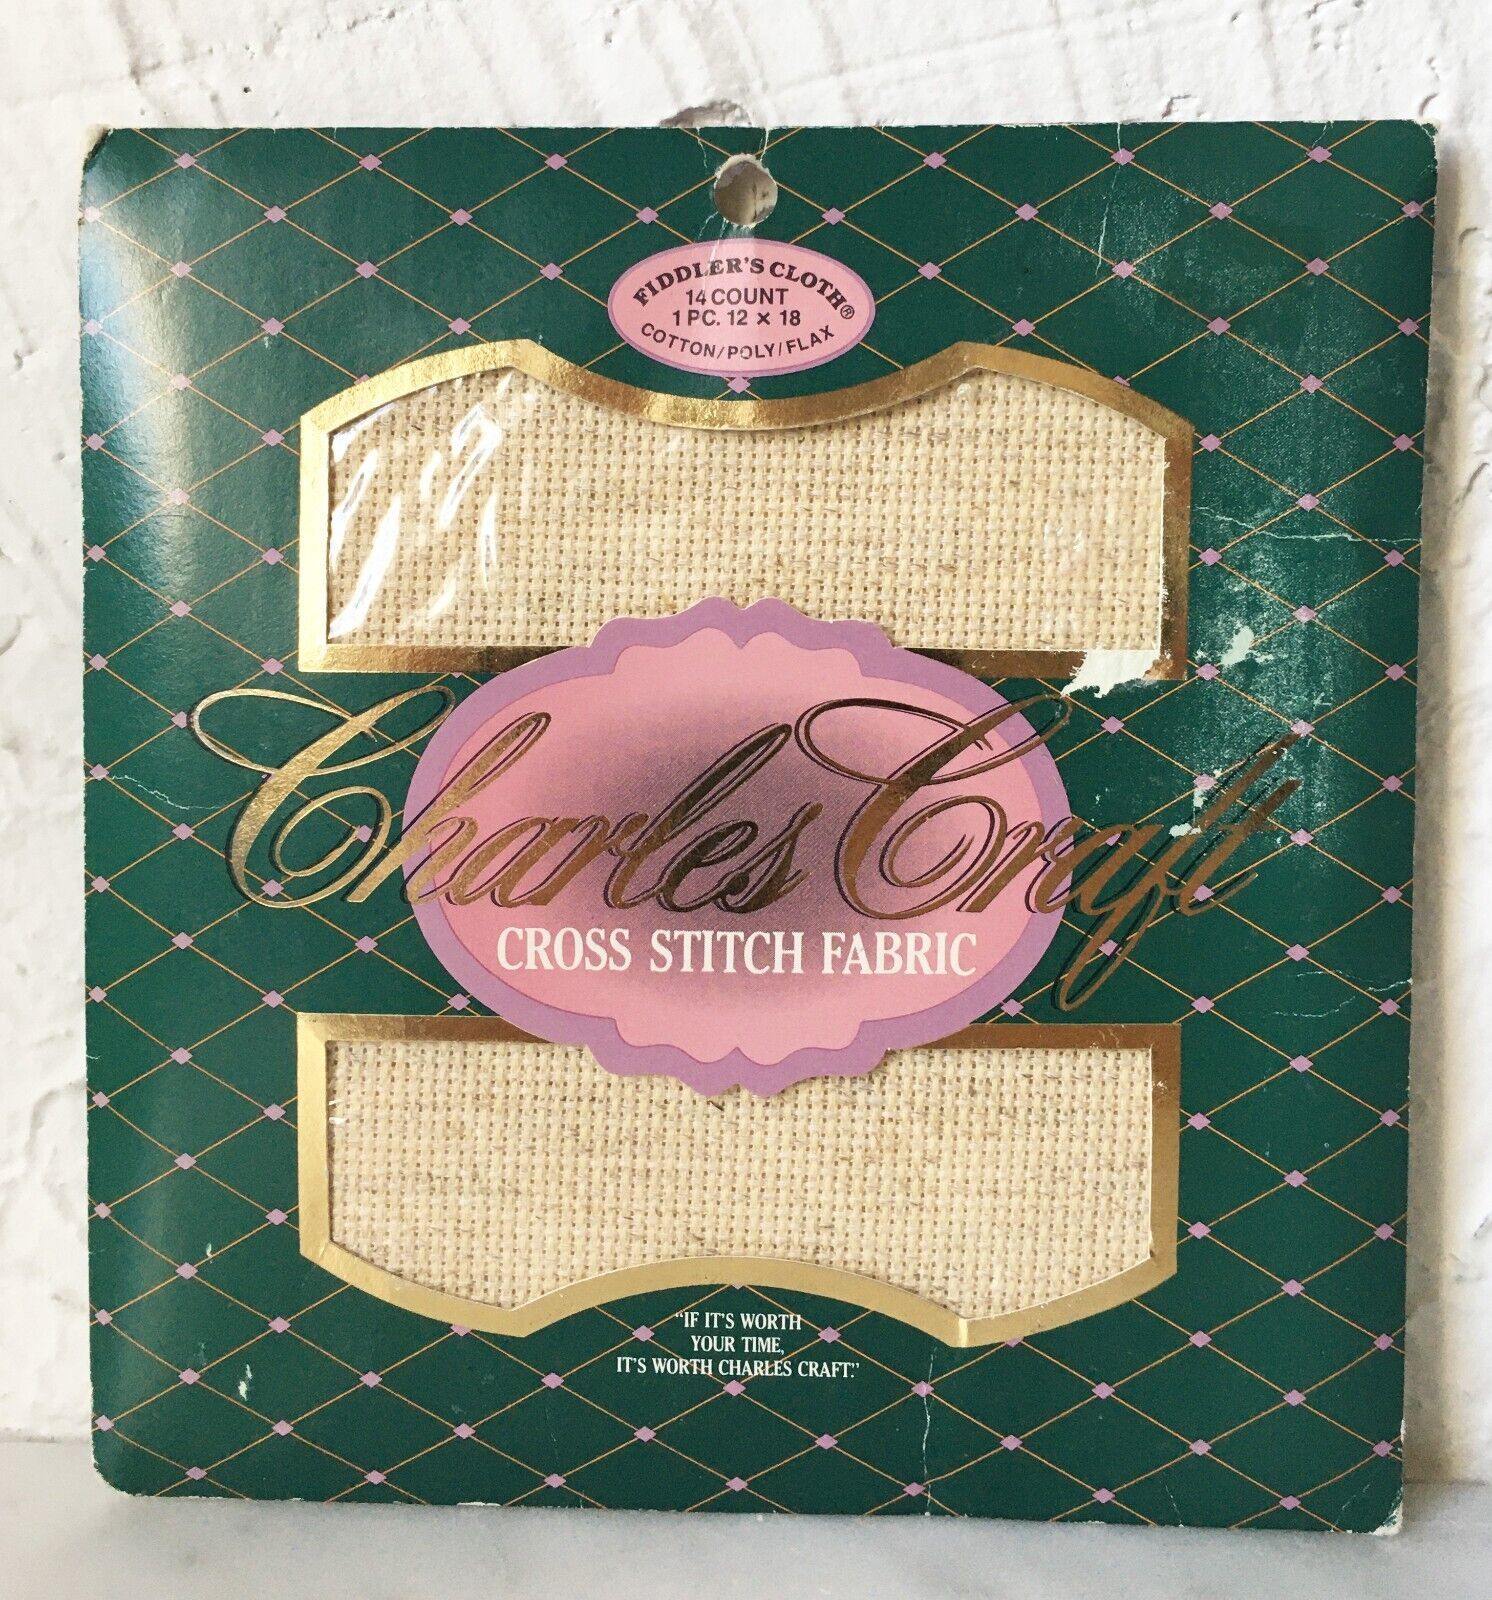 FIDDLER'S CLOTH®
14 COUNT
1 PC. 12 x 18
COTTON/POLY/FLAX
Charles Craft
CROSS STITCH FABRIC
"IF IT'S WORTH
YOUR TIME,
IT'S WORTH CHARLES CRAFT."